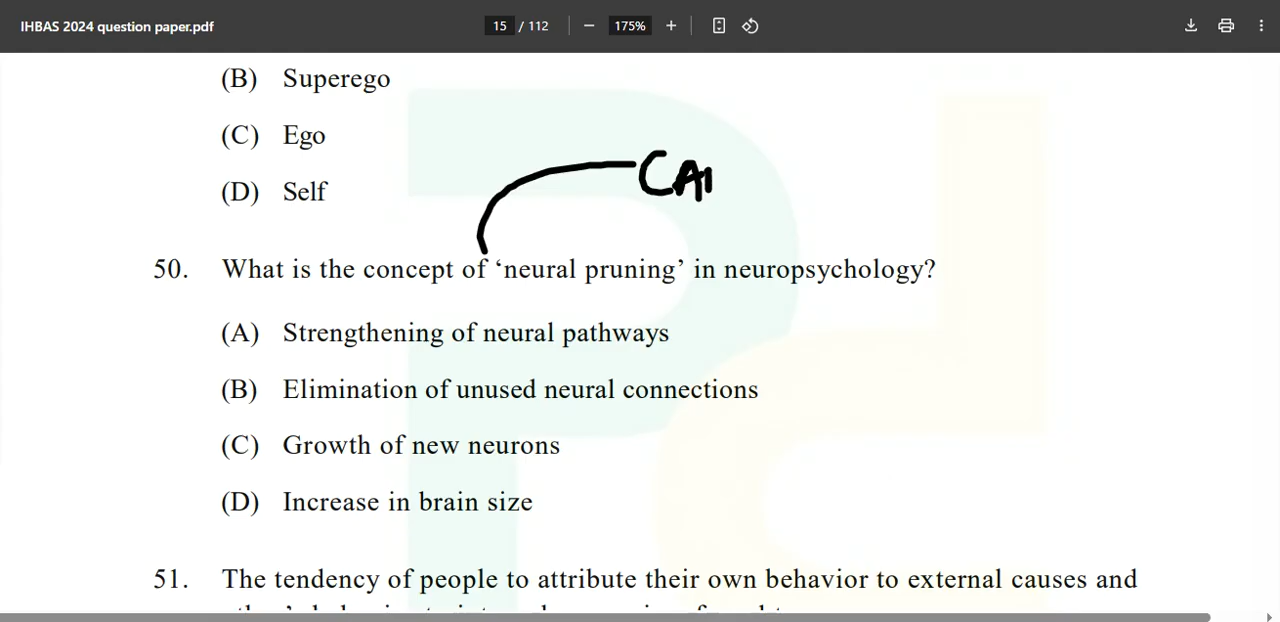 IHBAS 2024 question paper.pdf 15 / 112 − 175% +
(B) Superego
(C) Ego
CAI
(D) Self
50. What is the concept of ‘neural pruning’ in neuropsychology?
(A) Strengthening of neural pathways
(B) Elimination of unused neural connections
(C) Growth of new neurons
(D) Increase in brain size
51. The tendency of people to attribute their own behavior to external causes and